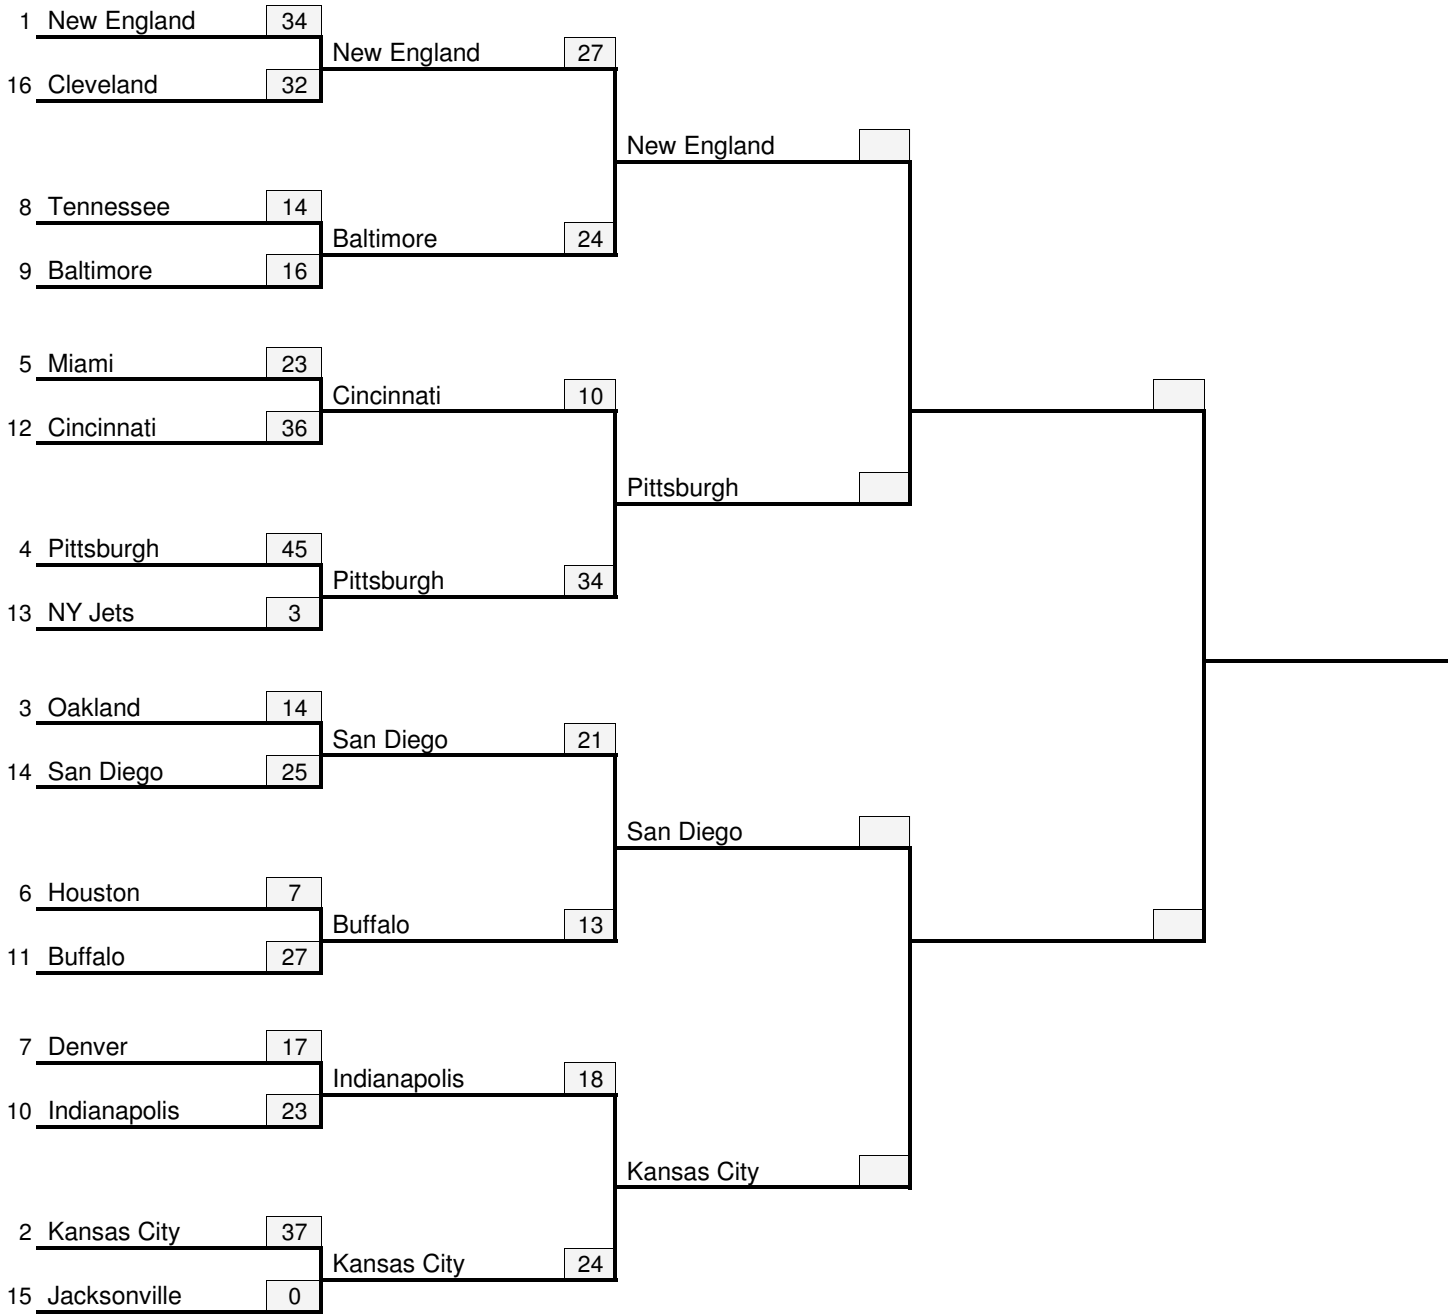 1 New England 34
New England 27
16 Cleveland 32
New England
8 Tennessee 14
Baltimore 24
9 Baltimore 16
5 Miami 23
Cincinnati 10
12 Cincinnati 36
Pittsburgh
4 Pittsburgh 45
Pittsburgh 34
13 NY Jets 3
3 Oakland 14
San Diego 21
14 San Diego 25
San Diego
6 Houston 7
Buffalo 13
11 Buffalo 27
7 Denver 17
Indianapolis 18
10 Indianapolis 23
Kansas City
2 Kansas City 37
Kansas City 24
15 Jacksonville 0